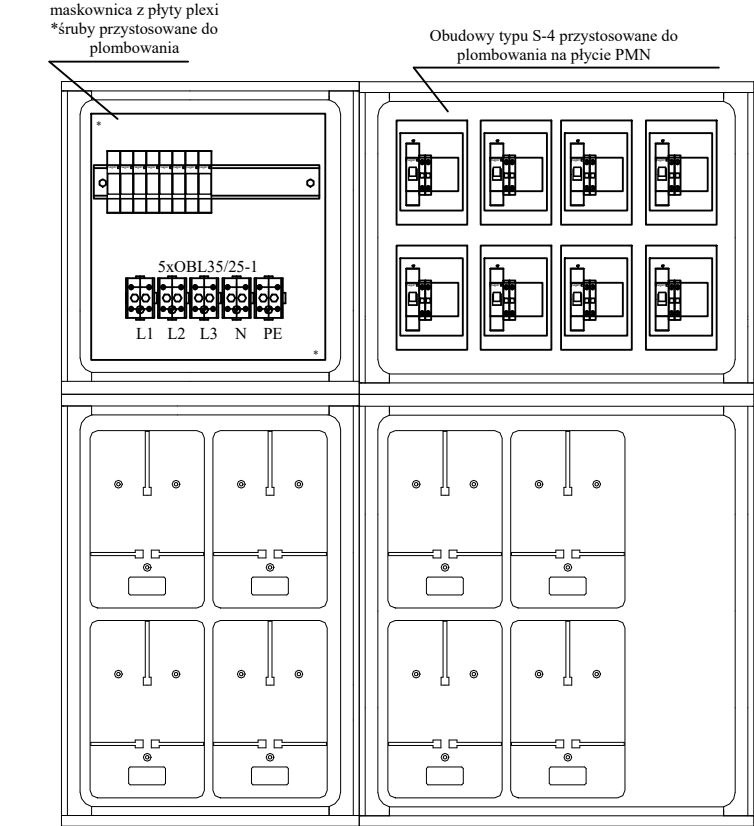 maskownica z płyty plexi
*śruby przystosowane do
plombowania
Obudowy typu S-4 przystosowane do
plombowania na płycie PMN
*
5xOBL35/25-1
L1 L2 L3 N PE
*